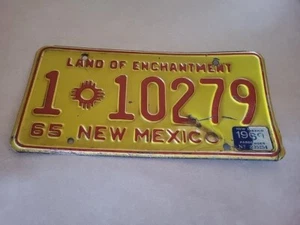 LAND OF ENCHANTMENT
1 10279
65 NEW MEXICO